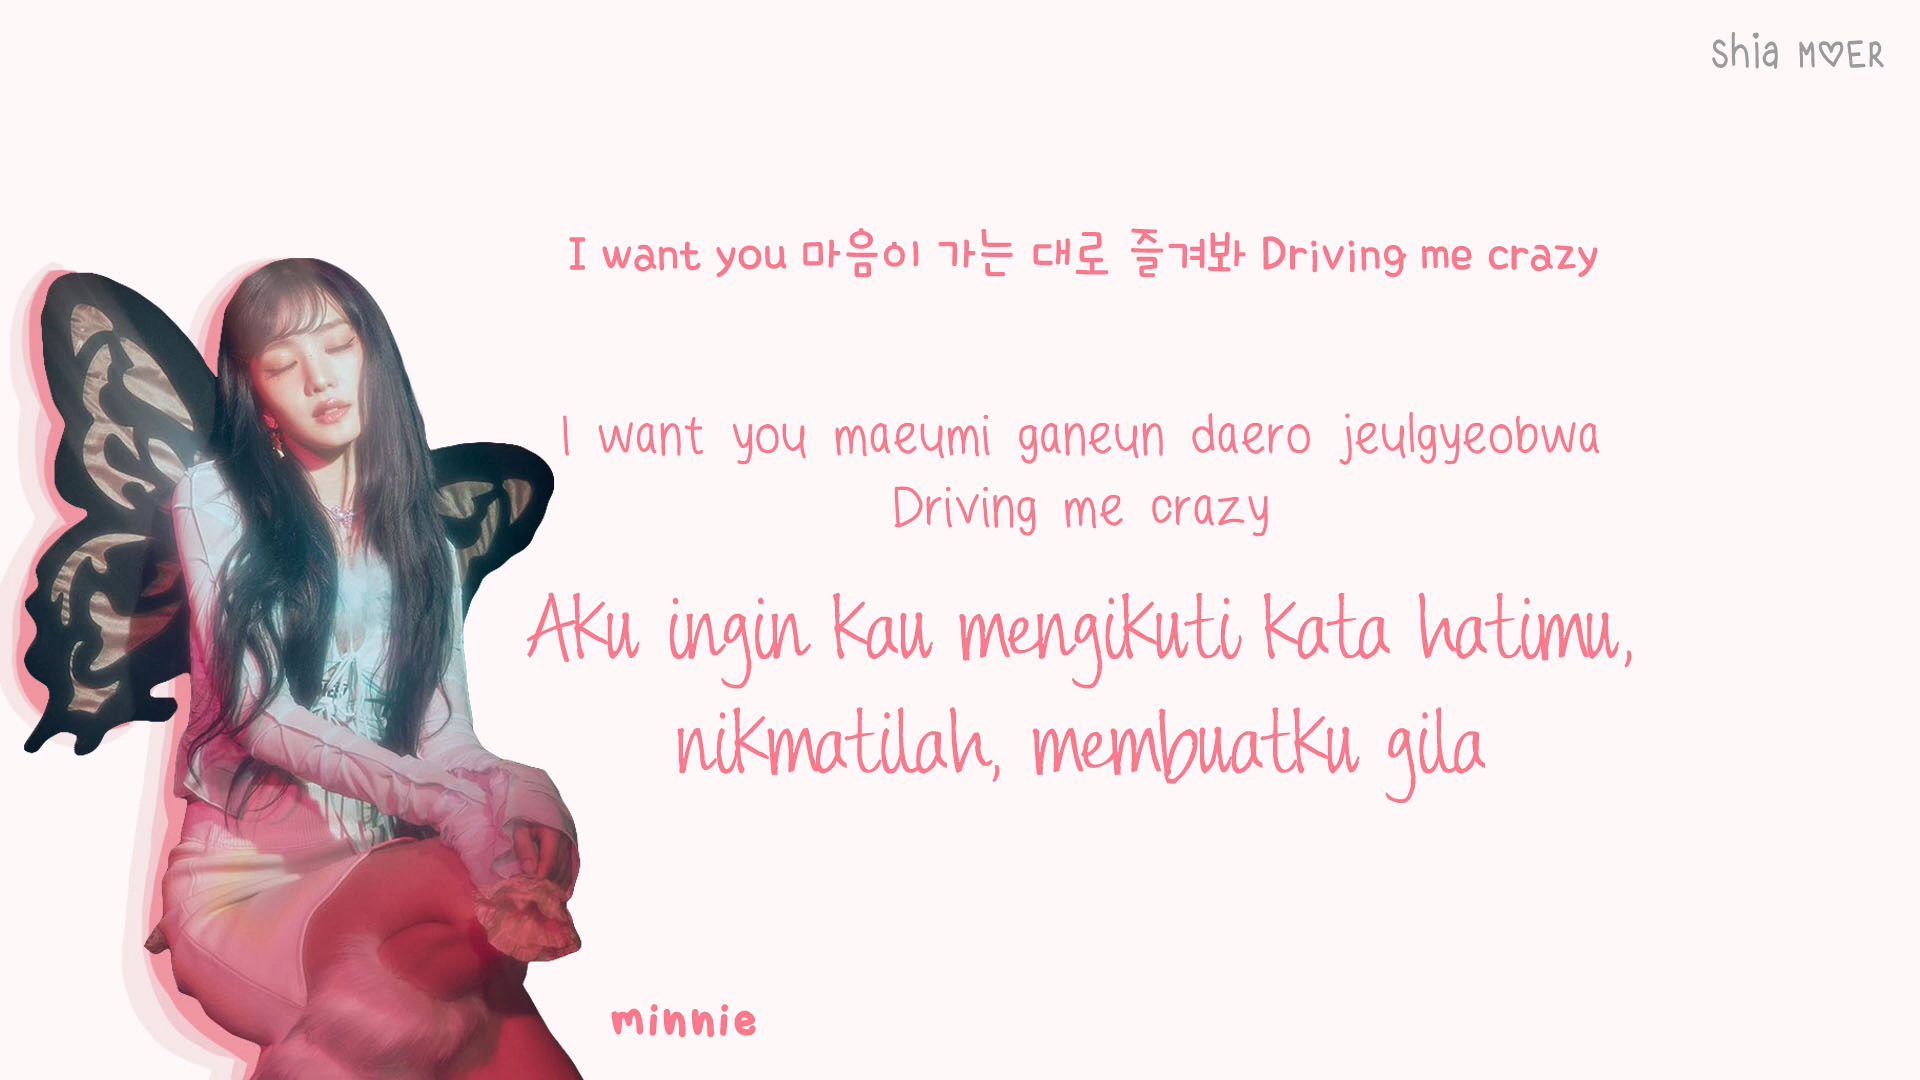 Shia M♡ER
I want you 마음이 가는 대로 즐겨봐 Driving me crazy
I want you maeumi ganeun daero jeulgyeobwa
Driving me crazy
Aku ingin kau mengikuti kata hatimu,
nikmatilah, membuatku gila
minnie